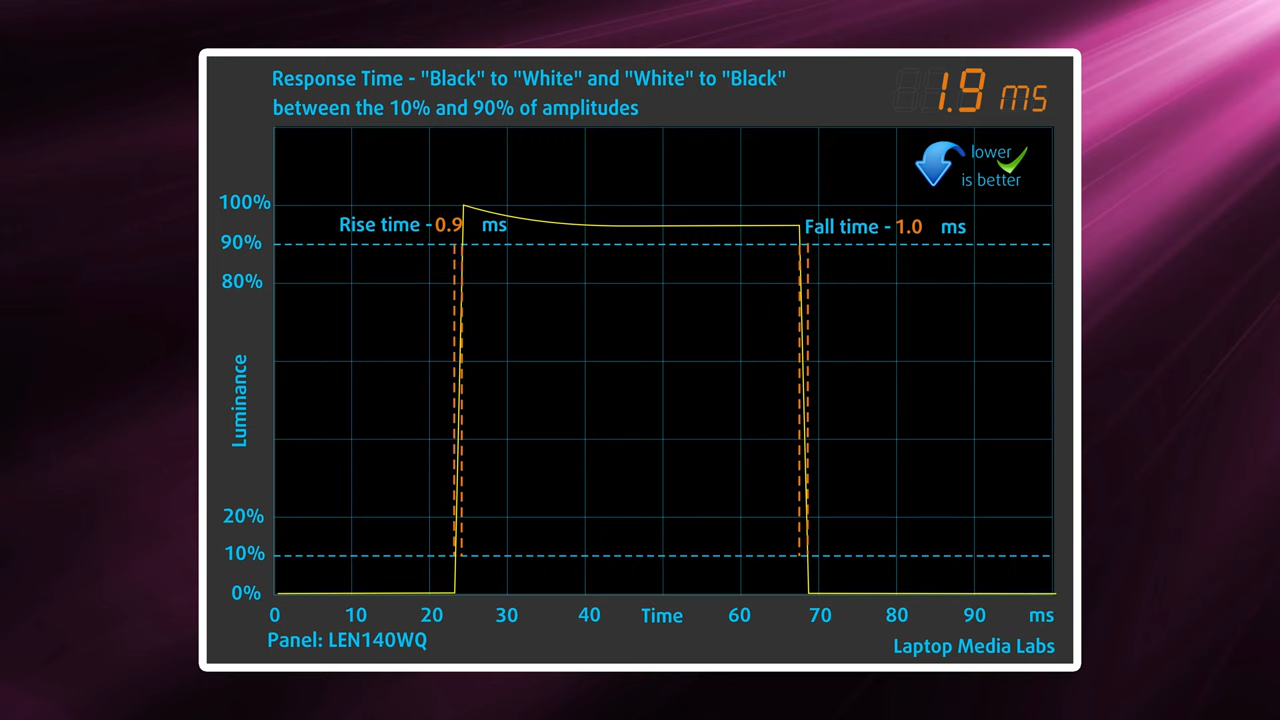 Response Time - "Black" to "White" and "White" to "Black"
between the 10% and 90% of amplitudes
1.9 ms
lower
is better
100%
Rise time - 0.9 ms
Fall time - 1.0 ms
90%
80%
Luminance
20%
10%
0%
0 10 20 30 40 Time 60 70 80 90 ms
Panel: LEN140WQ
Laptop Media Labs